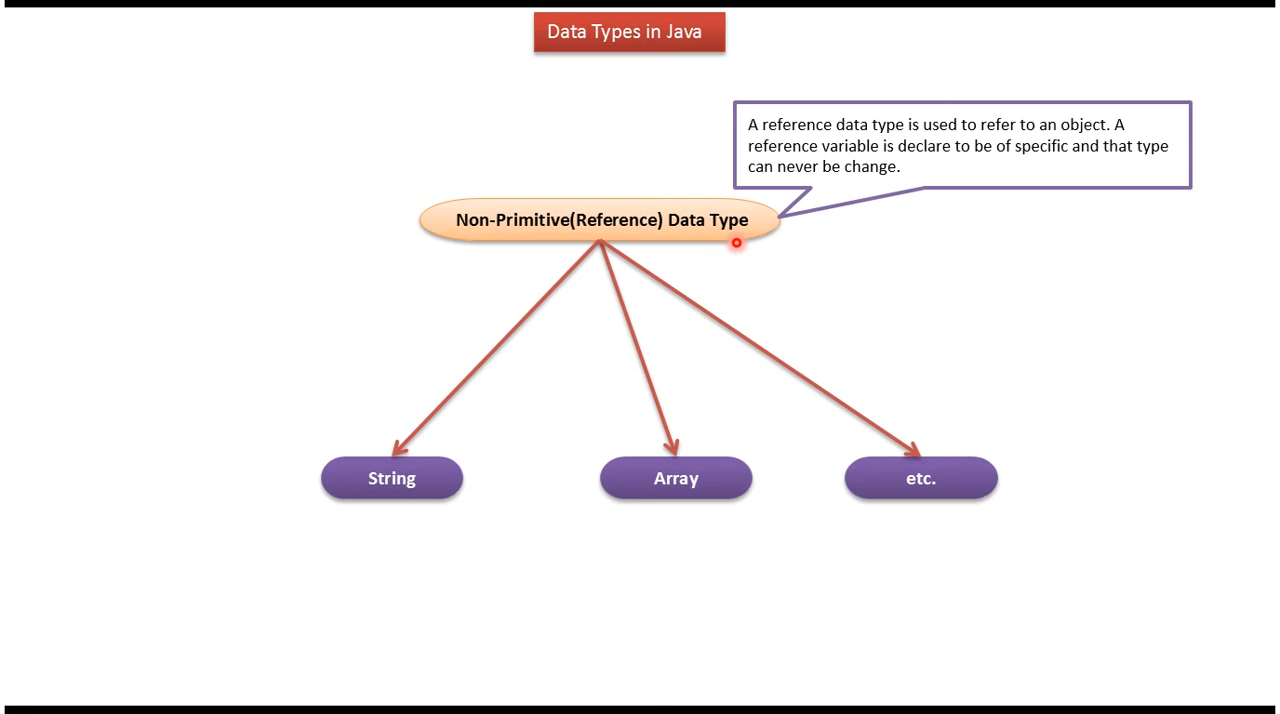 Data Types in Java
A reference data type is used to refer to an object. A
reference variable is declare to be of specific and that type
can never be change.
Non-Primitive(Reference) Data Type
String
Array
etc.